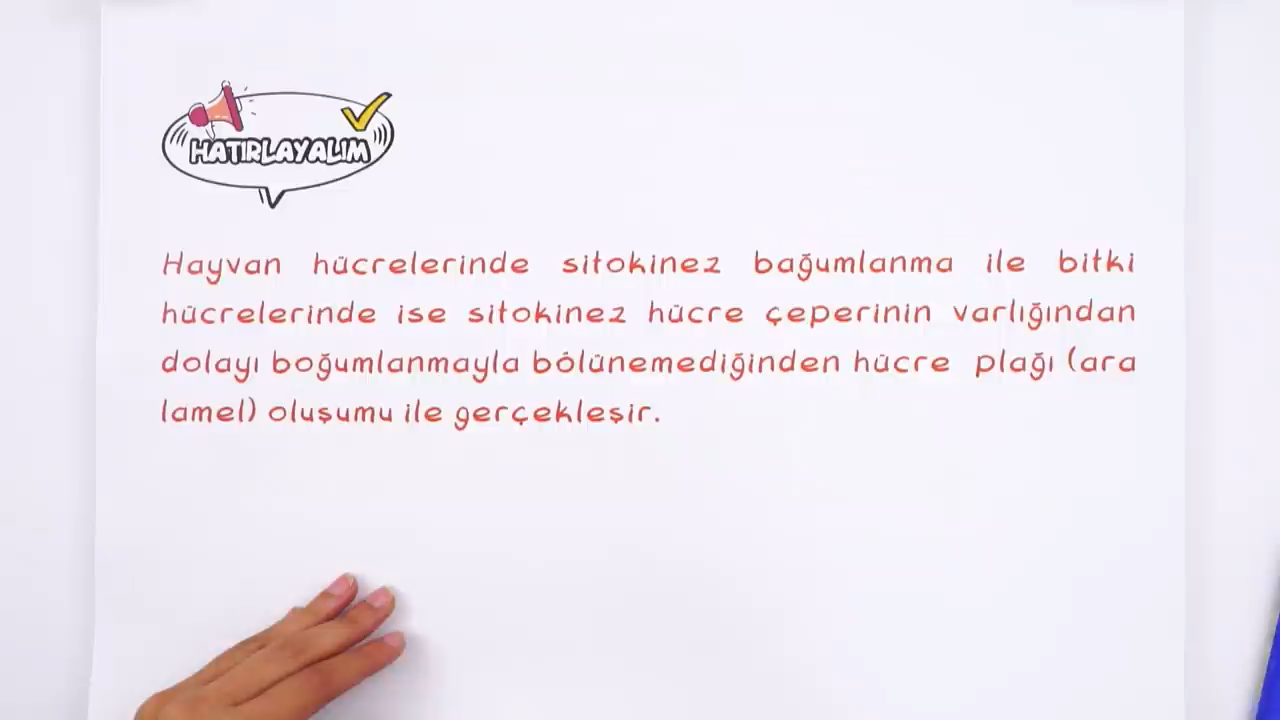 HATIRLAYALIM
Hayvan hücrelerinde sitokinez bağumlanma ile bitki
hücrelerinde ise sitokinez hücre çeperinin varlığından
dolayı boğumlanmayla bölünemediğinden hücre plağı (ara
lamel) oluşumu ile gerçekleşir.